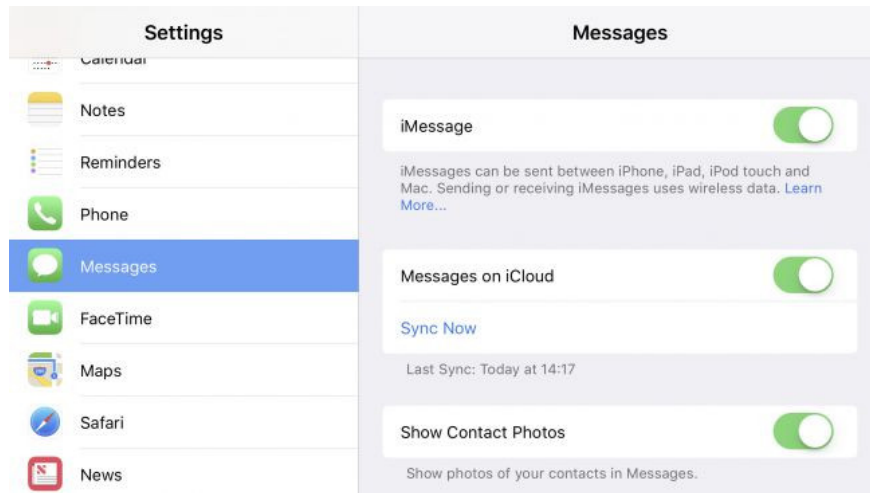 Settings
Calendar
Notes
Reminders
Phone
Messages
FaceTime
Maps
Safari
News
Messages
iMessage
iMessages can be sent between iPhone, iPad, iPod touch and
Mac. Sending or receiving iMessages uses wireless data. Learn
More...
Messages on iCloud
Sync Now
Last Sync: Today at 14:17
Show Contact Photos
Show photos of your contacts in Messages.